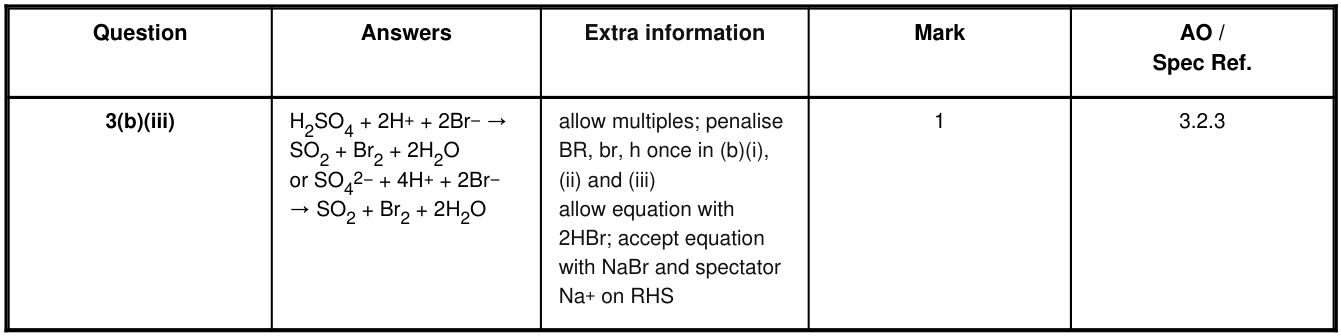 Question Answers Extra information Mark AO /
Spec Ref.
3(b)(iii)
H₂SO₄ + 2H⁺ + 2Br⁻ →
SO₂ + Br₂ + 2H₂O
or SO₄²⁻ + 4H⁺ + 2Br⁻
→ SO₂ + Br₂ + 2H₂O
allow multiples; penalise
BR, br, h once in (b)(i),
(ii) and (iii)
allow equation with
2HBr; accept equation
with NaBr and spectator
Na⁺ on RHS
1
3.2.3